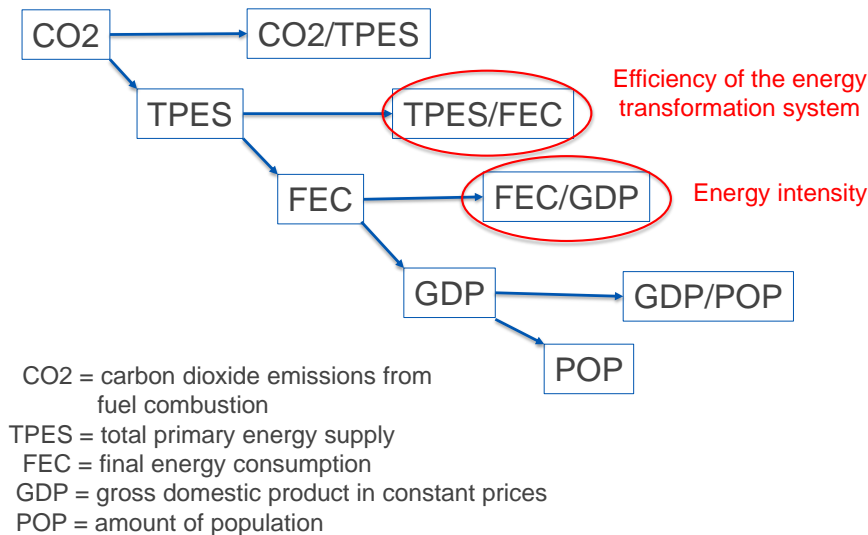 CO2
CO2/TPES
Efficiency of the energy
transformation system
TPES
TPES/FEC
FEC
FEC/GDP
Energy intensity
GDP
GDP/POP
POP
CO2 = carbon dioxide emissions from
fuel combustion
TPES = total primary energy supply
FEC = final energy consumption
GDP = gross domestic product in constant prices
POP = amount of population